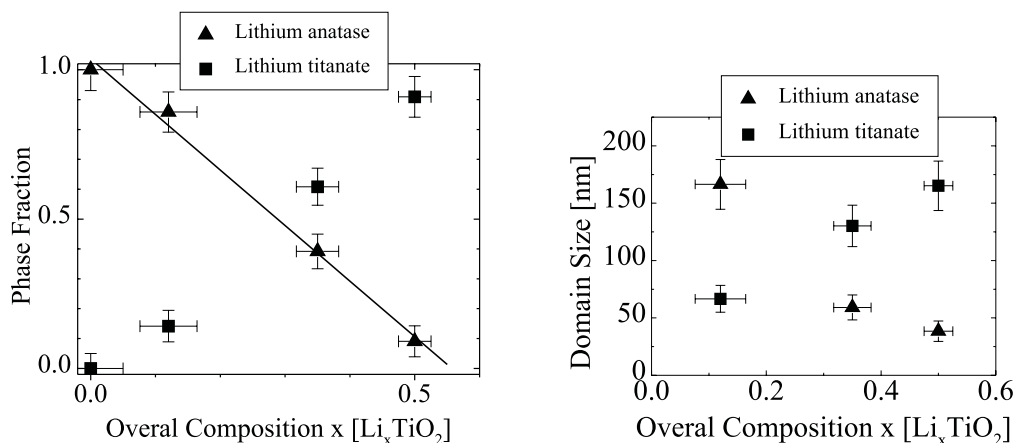 Lithium anatase
Lithium titanate
1.0
0.5
0.0
Phase Fraction
0.0
0.5
Overal Composition x [LiₓTiO₂]
Lithium anatase
Lithium titanate
200
150
100
50
0
Domain Size [nm]
0.0
0.2
0.4
0.6
Overal Composition x [LiₓTiO₂]